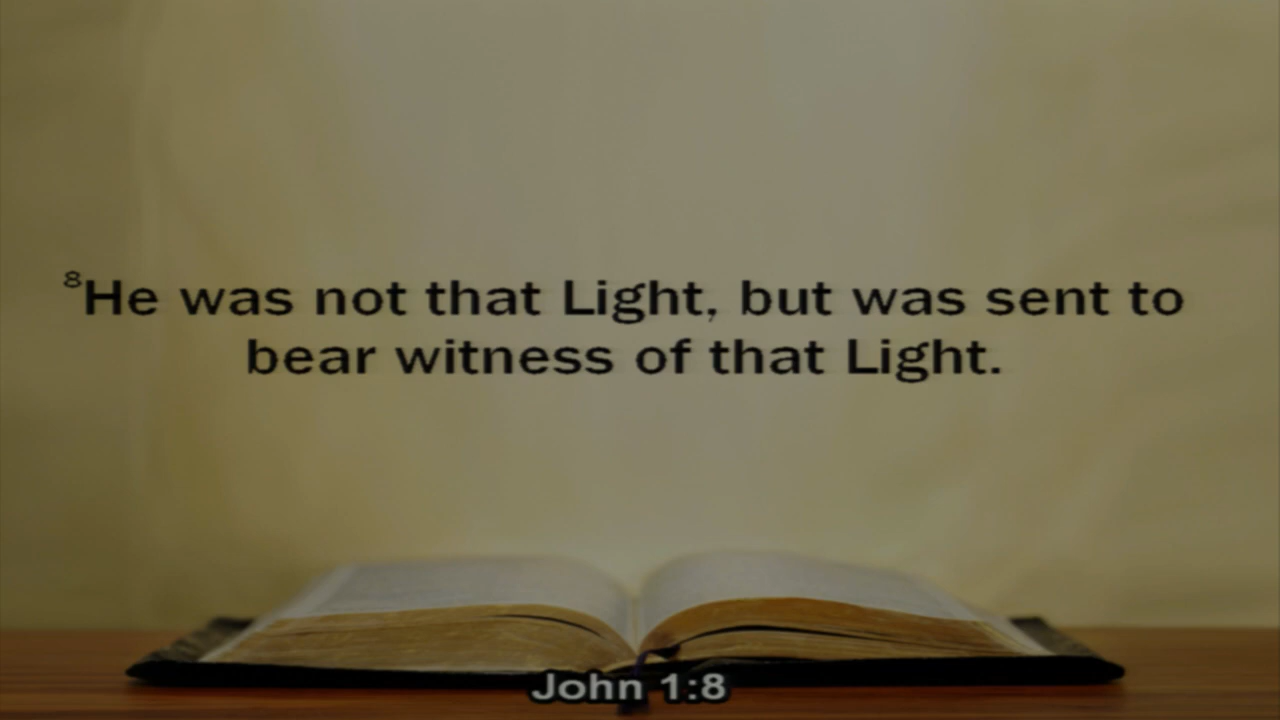 ⁸He was not that Light, but was sent to
bear witness of that Light.
John 1:8